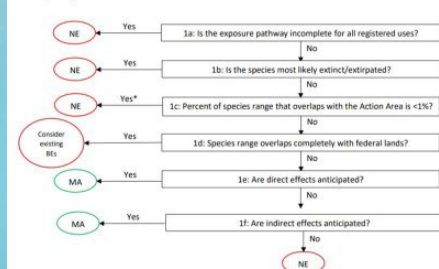 NE Yes 1a: Is the exposure pathway incomplete for all registered uses?
No
NE Yes 1b: Is the species most likely extinct/extirpated?
No
NE Yes* 1c: Percent of species range that overlaps with the Action Area is <1%?
No
Consider existing BEs Yes 1d: Species range overlaps completely with federal lands?
No
MA Yes 1e: Are direct effects anticipated?
No
MA Yes 1f: Are indirect effects anticipated?
No
NE